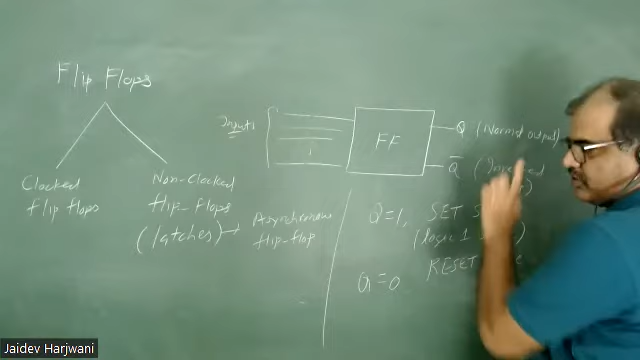 Flip Flops
Clocked
flip flops
Non-Clocked
flip-flops
(latches)→ Asynchronous
flip-flop
Inputs
FF
Q (Normal output)
Q̅ (
Q=1, SET
(logic 1
Q=0 RESET
Jaidev Harjwani